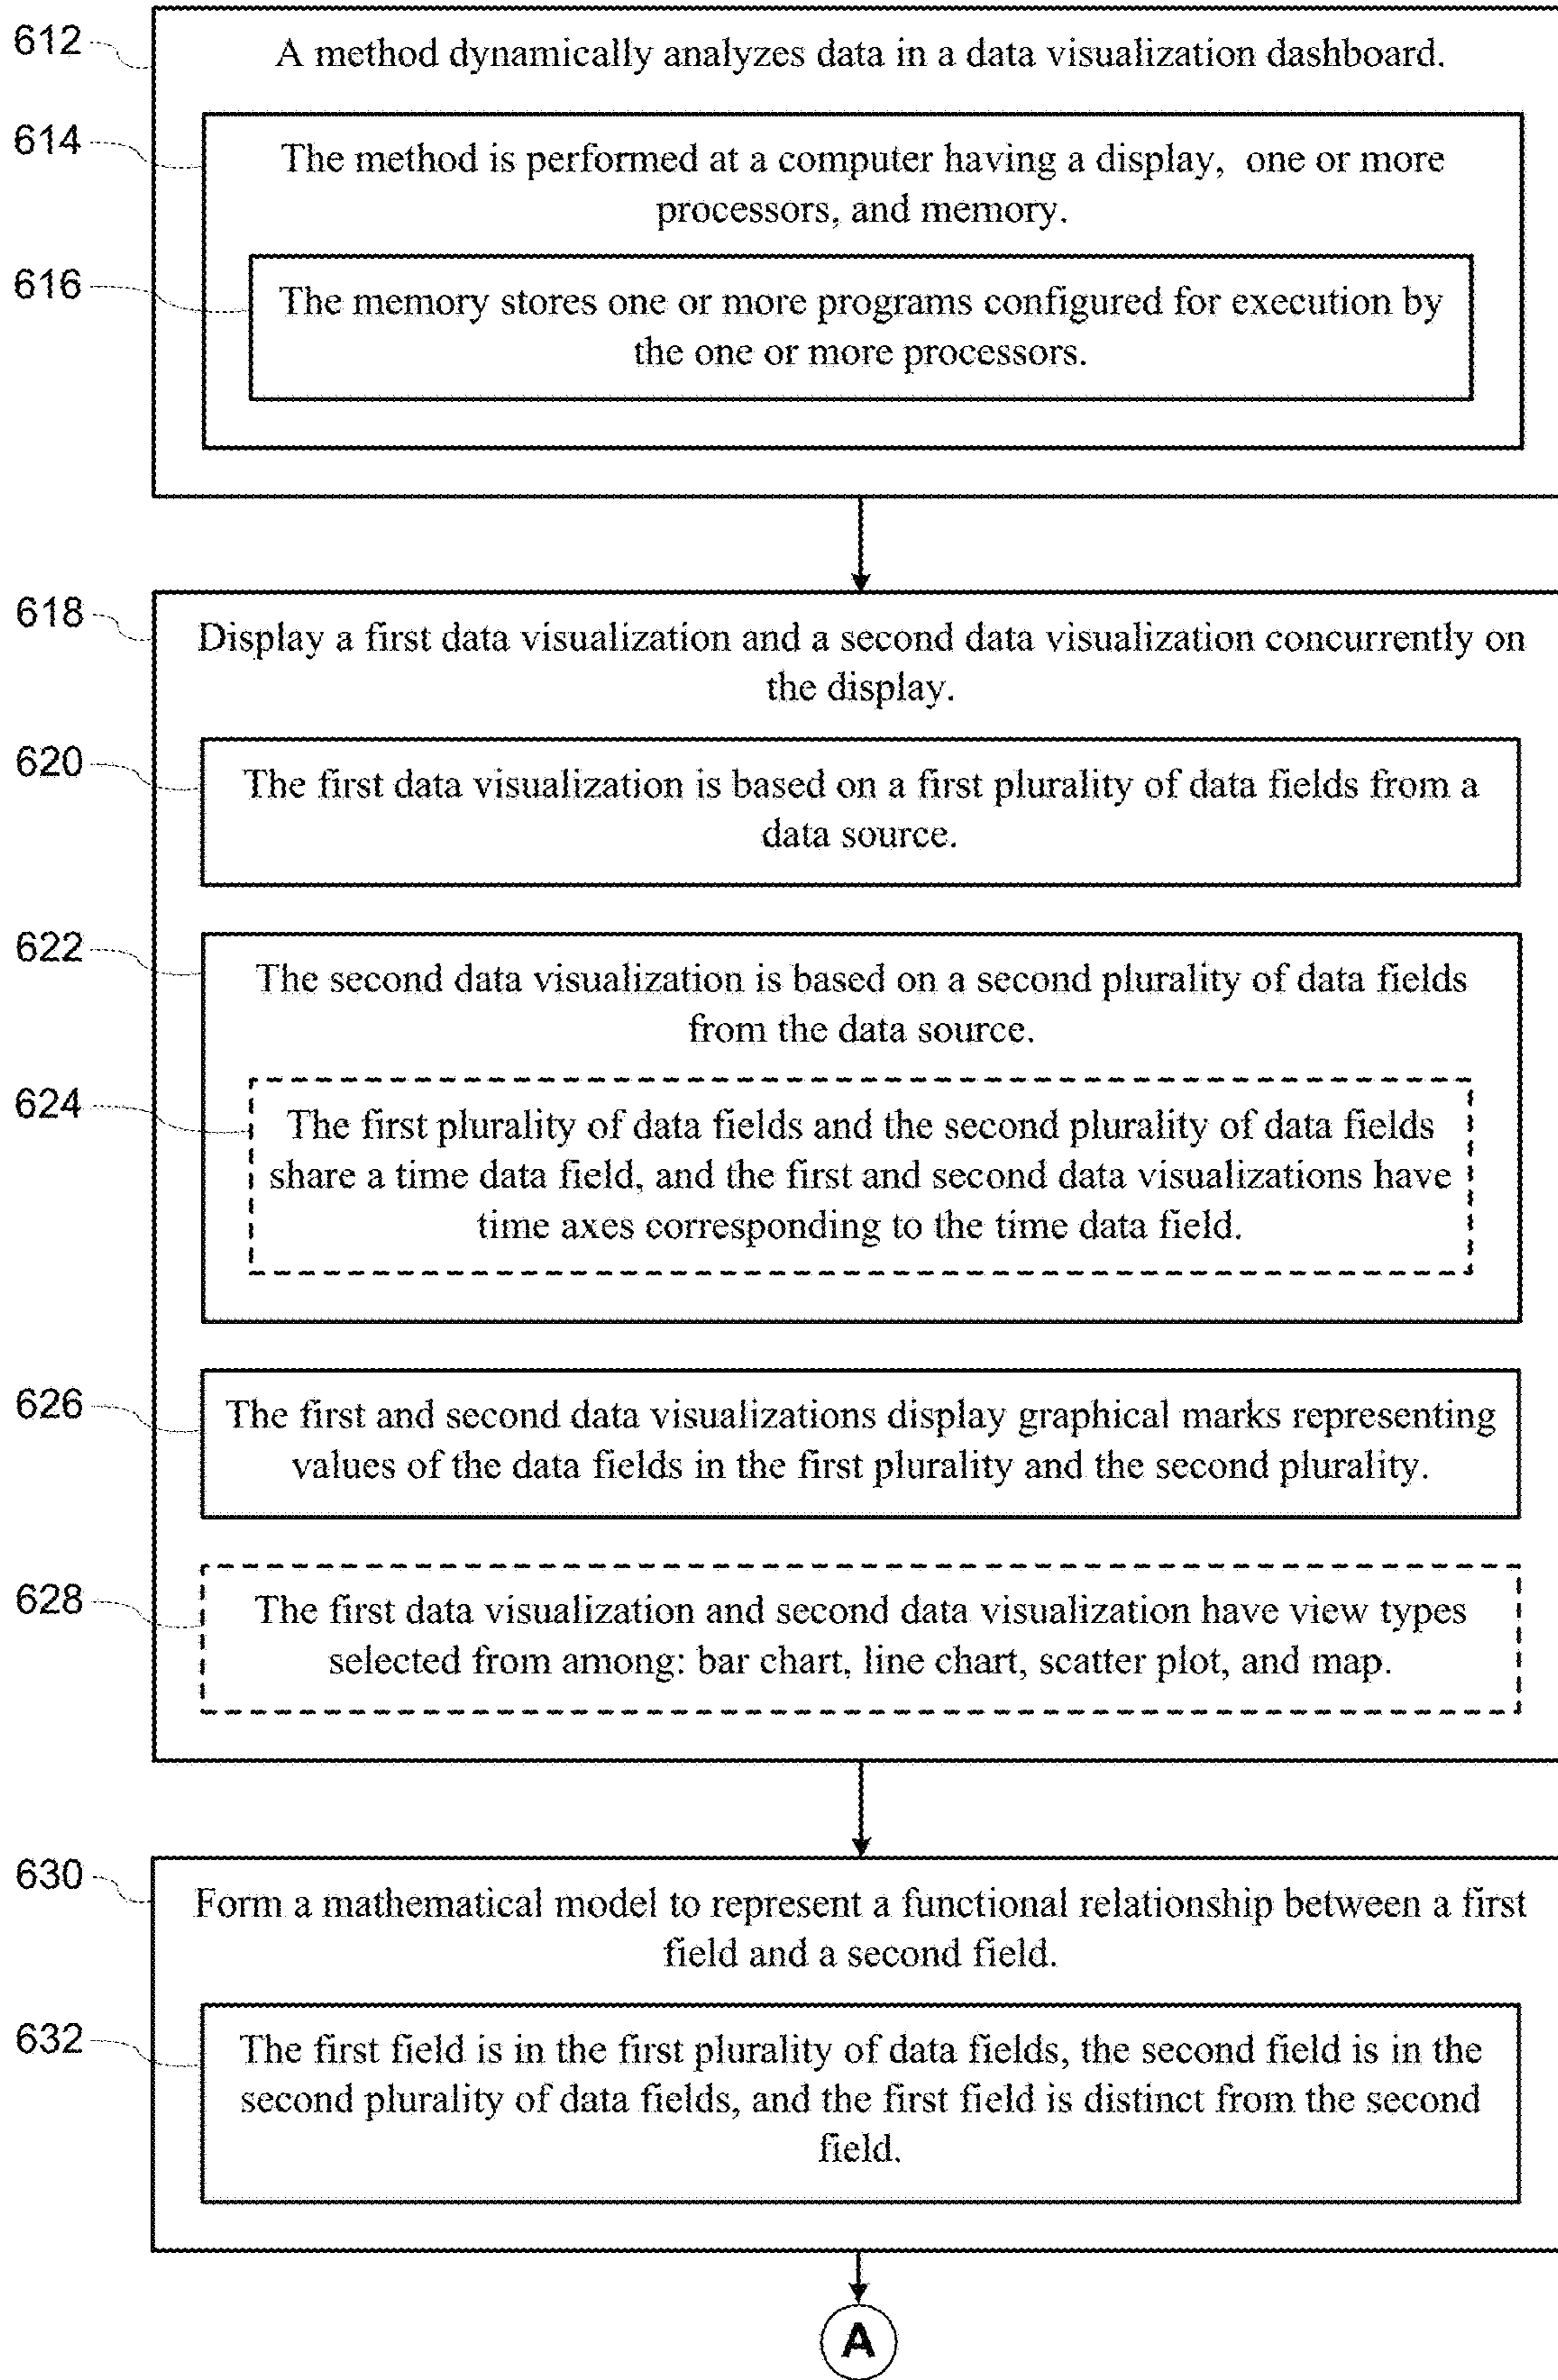 612
A method dynamically analyzes data in a data visualization dashboard.
614
The method is performed at a computer having a display, one or more
processors, and memory.
616
The memory stores one or more programs configured for execution by
the one or more processors.
618
Display a first data visualization and a second data visualization concurrently on
the display.
620
The first data visualization is based on a first plurality of data fields from a
data source.
622
The second data visualization is based on a second plurality of data fields
from the data source.
624
The first plurality of data fields and the second plurality of data fields
share a time data field, and the first and second data visualizations have
time axes corresponding to the time data field.
626
The first and second data visualizations display graphical marks representing
values of the data fields in the first plurality and the second plurality.
628
The first data visualization and second data visualization have view types
selected from among: bar chart, line chart, scatter plot, and map.
630
Form a mathematical model to represent a functional relationship between a first
field and a second field.
632
The first field is in the first plurality of data fields, the second field is in the
second plurality of data fields, and the first field is distinct from the second
field.
A